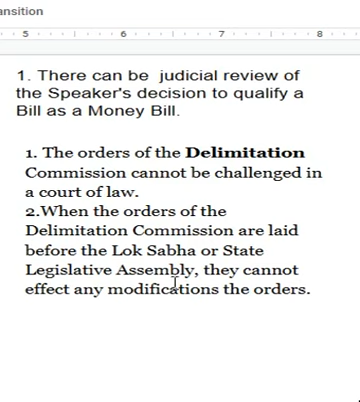 ansition
5 6 7 8
1. There can be judicial review of
the Speaker's decision to qualify a
Bill as a Money Bill.
1. The orders of the Delimitation
Commission cannot be challenged in
a court of law.
2.When the orders of the
Delimitation Commission are laid
before the Lok Sabha or State
Legislative Assembly, they cannot
effect any modifications the orders.